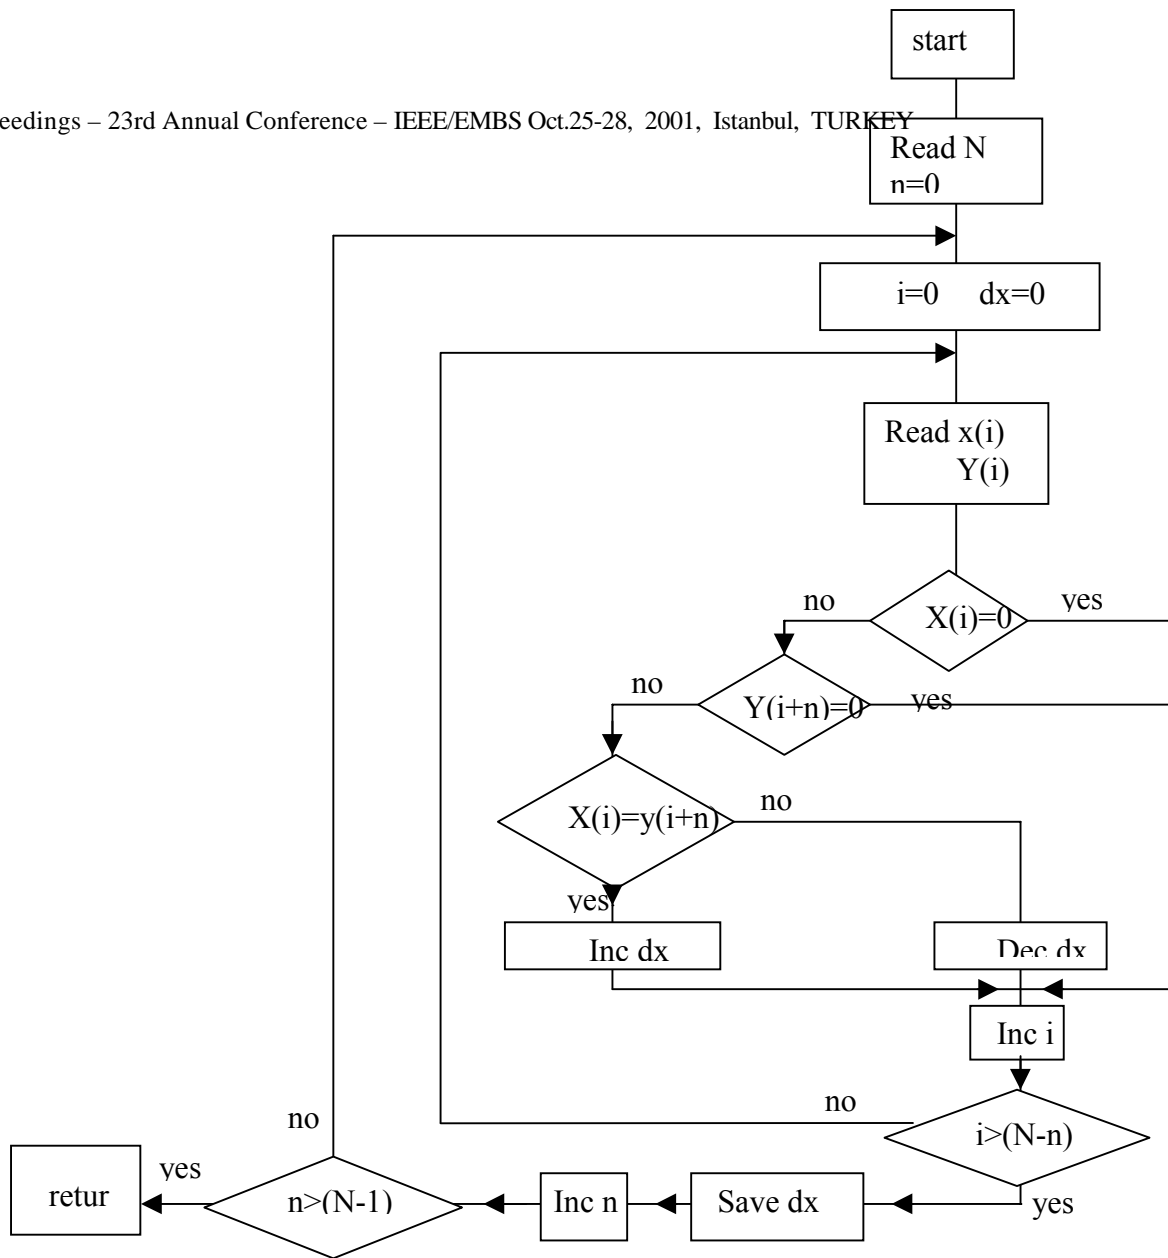 start
eedings – 23rd Annual Conference – IEEE/EMBS Oct.25-28, 2001, Istanbul, TURKEY
Read N
n=0
i=0 dx=0
Read x(i)
Y(i)
no
X(i)=0
yes
no
Y(i+n)=0
yes
X(i)=y(i+n)
no
yes
Inc dx
Dec dx
Inc i
no
i>(N-n)
yes
no
yes
retur
n>(N-1)
Inc n
Save dx